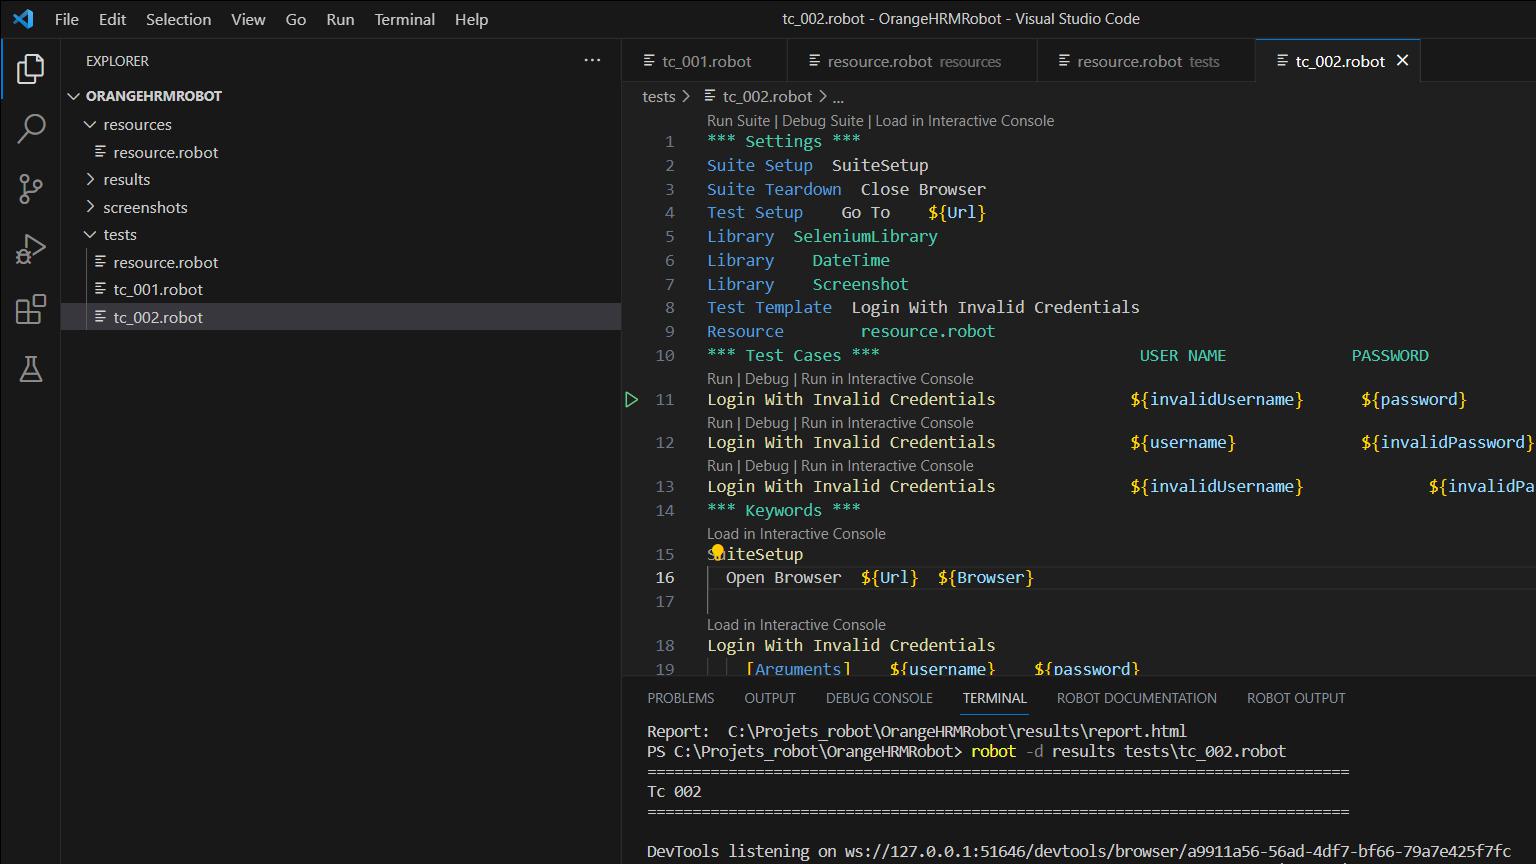 File Edit Selection View Go Run Terminal Help
tc_002.robot - OrangeHRMRobot - Visual Studio Code
EXPLORER ...
ORANGEHRMROBOT
resources
resource.robot
results
screenshots
tests
resource.robot
tc_001.robot
tc_002.robot
tc_001.robot resource.robot resources resource.robot tests tc_002.robot
tests > tc_002.robot > ...
Run Suite | Debug Suite | Load in Interactive Console
1 *** Settings ***
2 Suite Setup  SuiteSetup
3 Suite Teardown  Close Browser
4 Test Setup    Go To    ${Url}
5 Library  SeleniumLibrary
6 Library    DateTime
7 Library    Screenshot
8 Test Template  Login With Invalid Credentials
9 Resource        resource.robot
10 *** Test Cases ***    USER NAME    PASSWORD
Run | Debug | Run in Interactive Console
11 Login With Invalid Credentials    ${invalidUsername}    ${password}
Run | Debug | Run in Interactive Console
12 Login With Invalid Credentials    ${username}    ${invalidPassword}
Run | Debug | Run in Interactive Console
13 Login With Invalid Credentials    ${invalidUsername}    ${invalidPa
14 *** Keywords ***
Load in Interactive Console
15 SuiteSetup
16 Open Browser  ${Url}  ${Browser}
17
Load in Interactive Console
18 Login With Invalid Credentials
19 [Arguments]    ${username}    ${password}
PROBLEMS OUTPUT DEBUG CONSOLE TERMINAL ROBOT DOCUMENTATION ROBOT OUTPUT
Report:  C:\Projets_robot\OrangeHRMRobot\results\report.html
PS C:\Projets_robot\OrangeHRMRobot> robot -d results tests\tc_002.robot
==============================================================================
Tc 002
==============================================================================
DevTools listening on ws://127.0.0.1:51646/devtools/browser/a9911a56-56ad-4df7-bf66-79a7e425f7fc